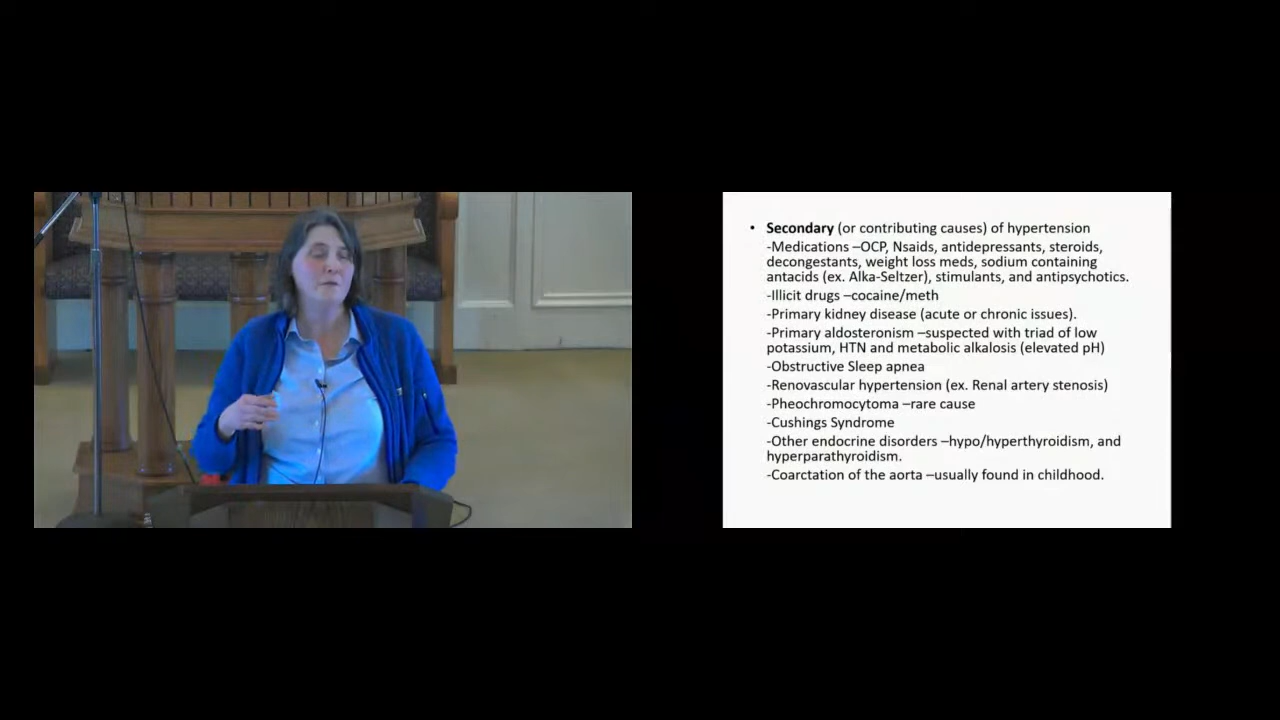 • Secondary (or contributing causes) of hypertension
-Medications –OCP, Nsaids, antidepressants, steroids,
decongestants, weight loss meds, sodium containing
antacids (ex. Alka-Seltzer), stimulants, and antipsychotics.
-Illicit drugs –cocaine/meth
-Primary kidney disease (acute or chronic issues).
-Primary aldosteronism –suspected with triad of low
potassium, HTN and metabolic alkalosis (elevated pH)
-Obstructive Sleep apnea
-Renovascular hypertension (ex. Renal artery stenosis)
-Pheochromocytoma –rare cause
-Cushings Syndrome
-Other endocrine disorders –hypo/hyperthyroidism, and
hyperparathyroidism.
-Coarctation of the aorta –usually found in childhood.